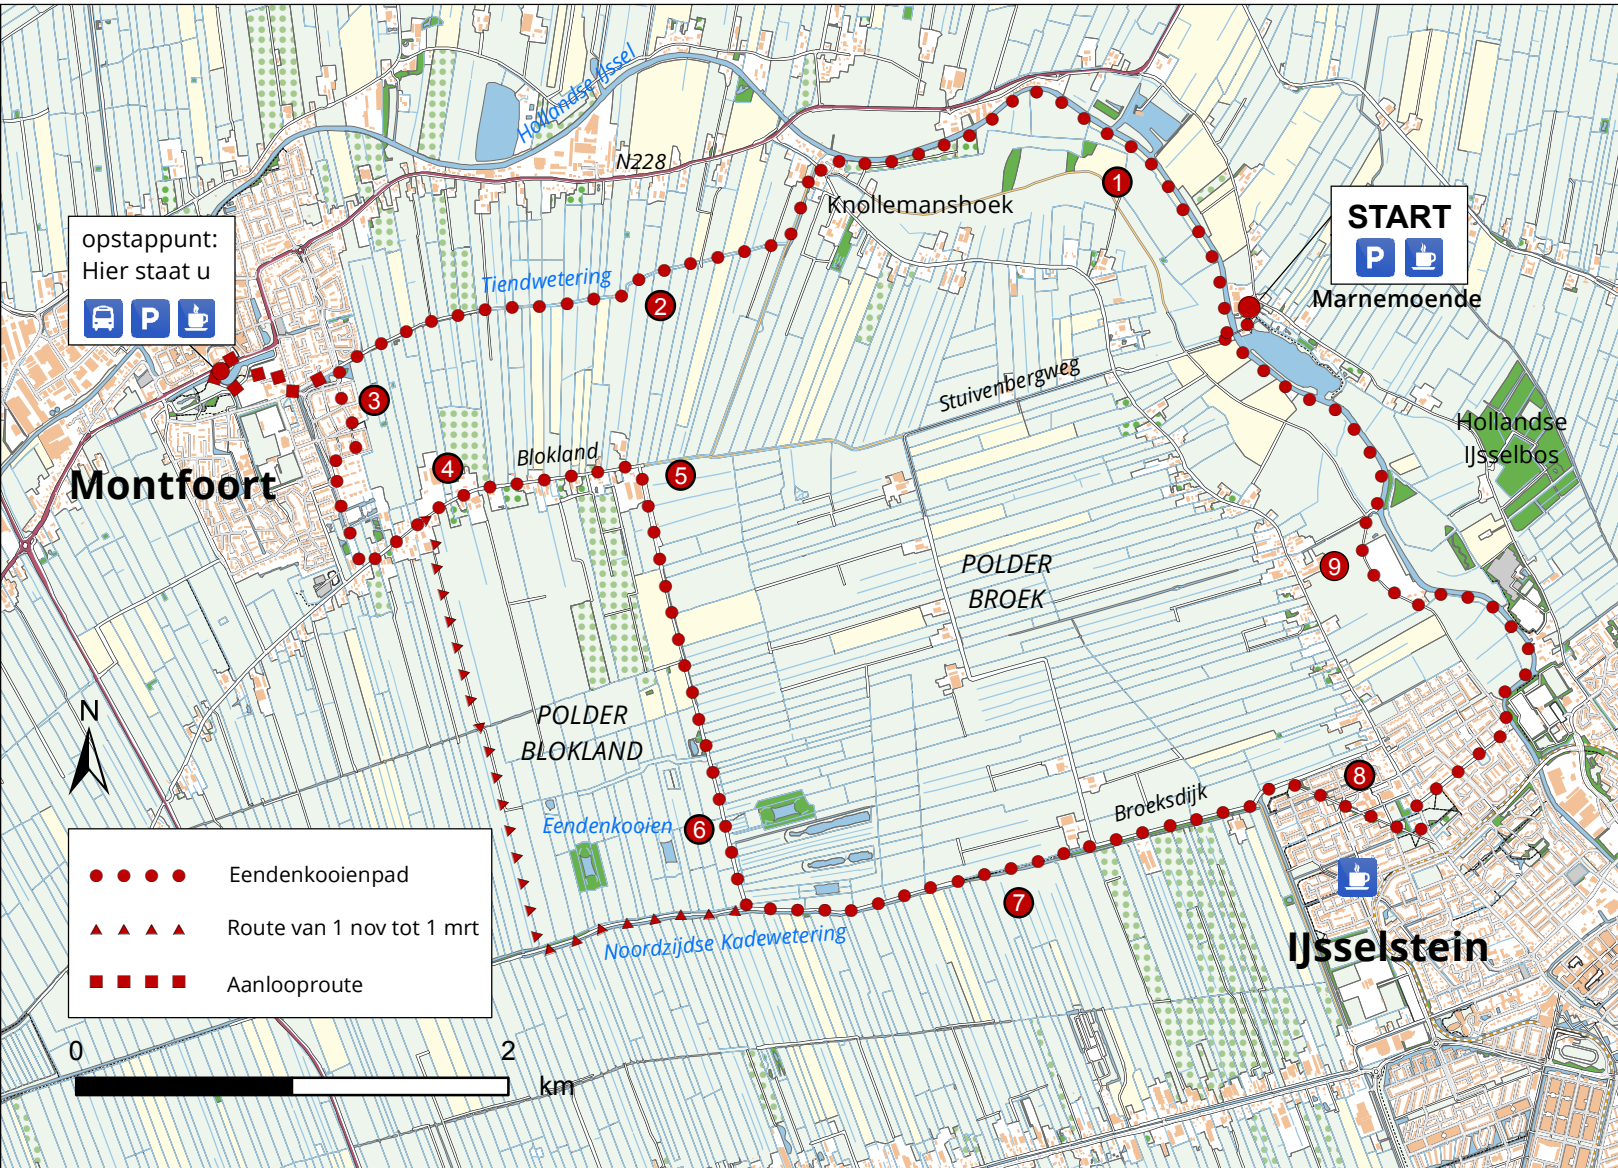 Hollandse IJssel
N228
1
Knollemanshoek
START
P
Marnemoende
opstappunt:
Hier staat u
P
Tiendwetering
2
3
Stuivenbergweg
Hollandse
IJsselbos
Montfoort
4
Blokland
5
POLDER
BROEK
9
N
POLDER
BLOKLAND
8
Broeksdijk
Eendenkooien
6
7
Noordzijdse Kadewetering
IJsselstein
Eendenkooienpad
Route van 1 nov tot 1 mrt
Aanlooproute
0
2
km